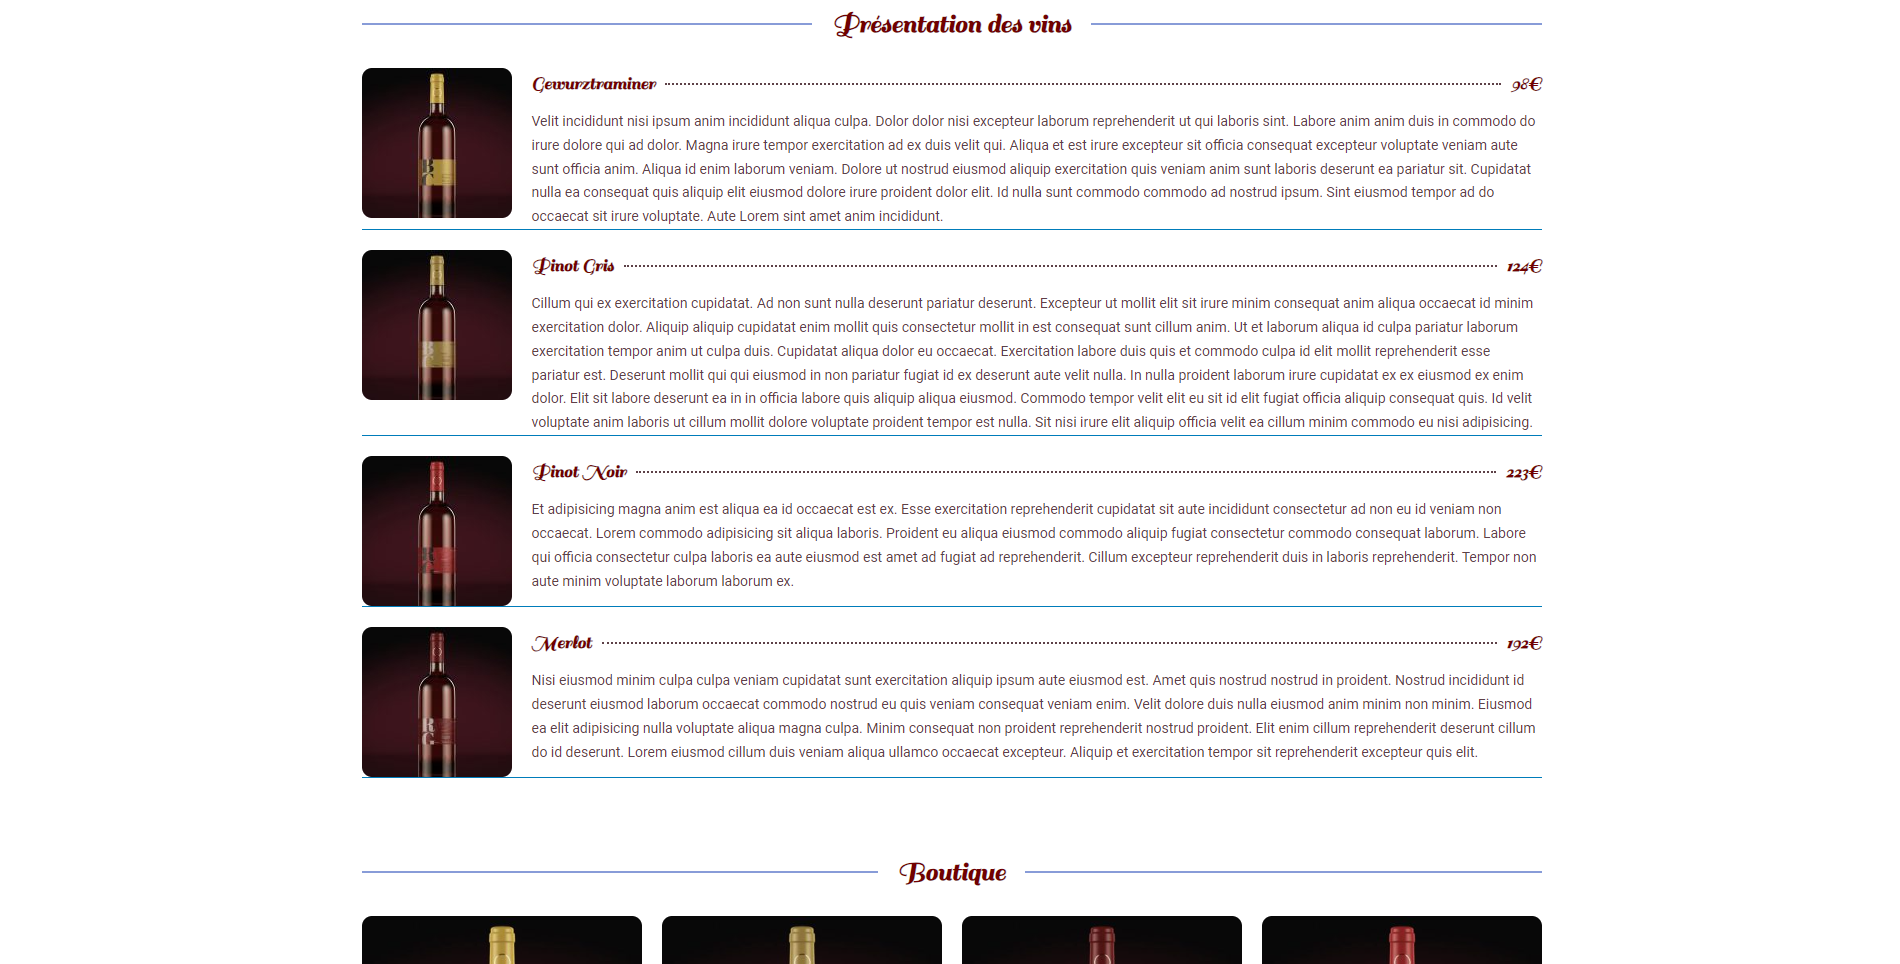 Présentation des vins
Gewurztraminer 98€
Velit incididunt nisi ipsum anim incididunt aliqua culpa. Dolor dolor nisi excepteur laborum reprehenderit ut qui laboris sint. Labore anim anim duis in commodo do
irure dolore qui ad dolor. Magna irure tempor exercitation ad ex duis velit qui. Aliqua et est irure excepteur sit officia consequat excepteur voluptate veniam aute
sunt officia anim. Aliqua id enim laborum veniam. Dolore ut nostrud eiusmod aliquip exercitation quis veniam anim sunt laboris deserunt ea pariatur sit. Cupidatat
nulla ea consequat quis aliquip elit eiusmod dolore irure proident dolor elit. Id nulla sunt commodo commodo ad nostrud ipsum. Sint eiusmod tempor ad do
occaecat sit irure voluptate. Aute Lorem sint amet anim incididunt.
Pinot Gris 124€
Cillum qui ex exercitation cupidatat. Ad non sunt nulla deserunt pariatur deserunt. Excepteur ut mollit elit sit irure minim consequat anim aliqua occaecat id minim
exercitation dolor. Aliquip aliquip cupidatat enim mollit quis consectetur mollit in est consequat sunt cillum anim. Ut et laborum aliqua id culpa pariatur laborum
exercitation tempor anim ut culpa duis. Cupidatat aliqua dolor eu occaecat. Exercitation labore duis quis et commodo culpa id elit mollit reprehenderit esse
pariatur est. Deserunt mollit qui qui eiusmod in non pariatur fugiat id ex deserunt aute velit nulla. In nulla proident laborum irure cupidatat ex ex eiusmod ex enim
dolor. Elit sit labore deserunt ea in in officia labore quis aliquip aliqua eiusmod. Commodo tempor velit elit eu sit id elit fugiat officia aliquip consequat quis. Id velit
voluptate anim laboris ut cillum mollit dolore voluptate proident tempor est nulla. Sit nisi irure elit aliquip officia velit ea cillum minim commodo eu nisi adipisicing.
Pinot Noir 223€
Et adipisicing magna anim est aliqua ea id occaecat est ex. Esse exercitation reprehenderit cupidatat sit aute incididunt consectetur ad non eu id veniam non
occaecat. Lorem commodo adipisicing sit aliqua laboris. Proident eu aliqua eiusmod commodo aliquip fugiat consectetur commodo consequat laborum. Labore
qui officia consectetur culpa laboris ea aute eiusmod est amet ad fugiat ad reprehenderit. Cillum excepteur reprehenderit duis in laboris reprehenderit. Tempor non
aute minim voluptate laborum laborum ex.
Merlot 192€
Nisi eiusmod minim culpa culpa veniam cupidatat sunt exercitation aliquip ipsum aute eiusmod est. Amet quis nostrud nostrud in proident. Nostrud incididunt id
deserunt eiusmod laborum occaecat commodo nostrud eu quis veniam consequat veniam enim. Velit dolore duis nulla eiusmod anim minim non minim. Eiusmod
ea elit adipisicing nulla voluptate aliqua magna culpa. Minim consequat non proident reprehenderit nostrud proident. Elit enim cillum reprehenderit deserunt cillum
do id deserunt. Lorem eiusmod cillum duis veniam aliqua ullamco occaecat excepteur. Aliquip et exercitation tempor sit reprehenderit excepteur quis elit.
Boutique